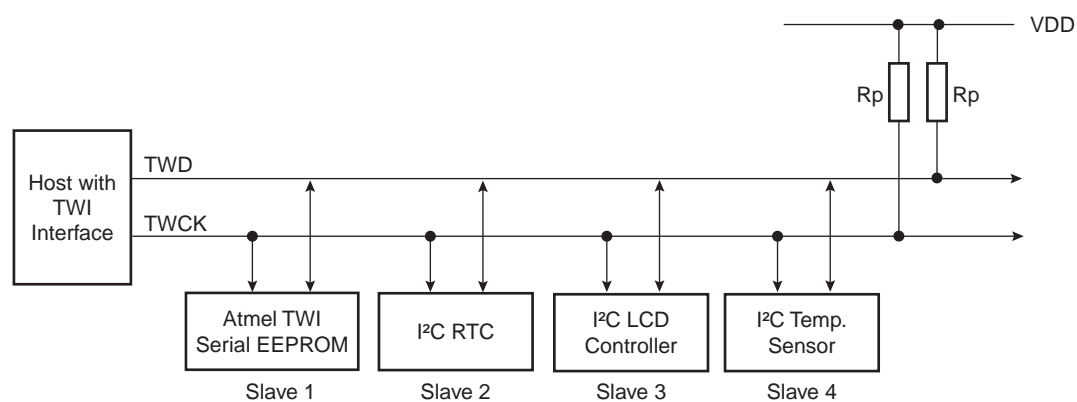 VDD
Rp
Rp
Host with
TWI
Interface
TWD
TWCK
Atmel TWI
Serial EEPROM
Slave 1
I²C RTC
Slave 2
I²C LCD
Controller
Slave 3
I²C Temp.
Sensor
Slave 4